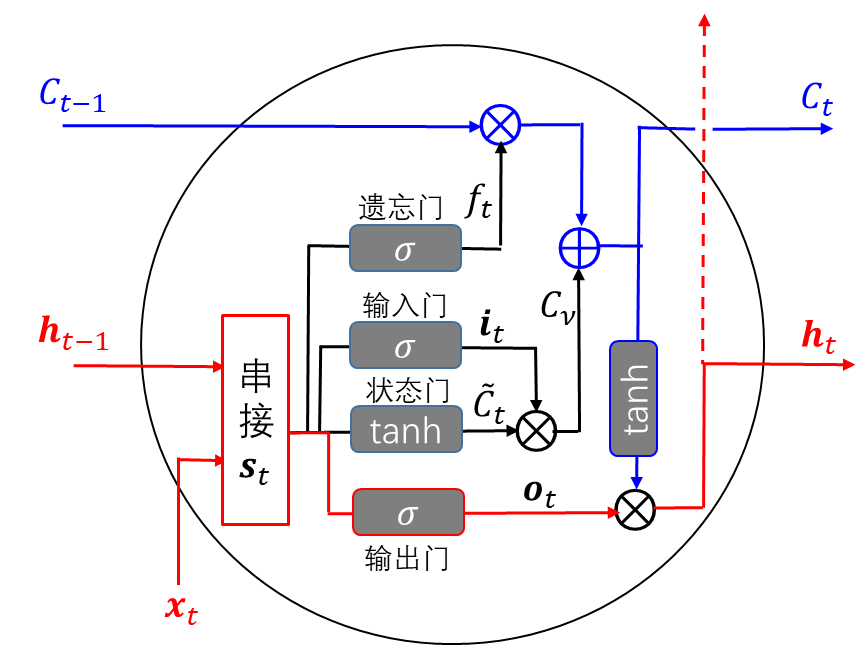 C_{t-1}
C_t
遗忘门
f_t
σ
输入门
i_t
C_ν
σ
h_{t-1}
h_t
串
接
s_t
状态门
C̃_t
tanh
tanh
o_t
σ
输出门
x_t